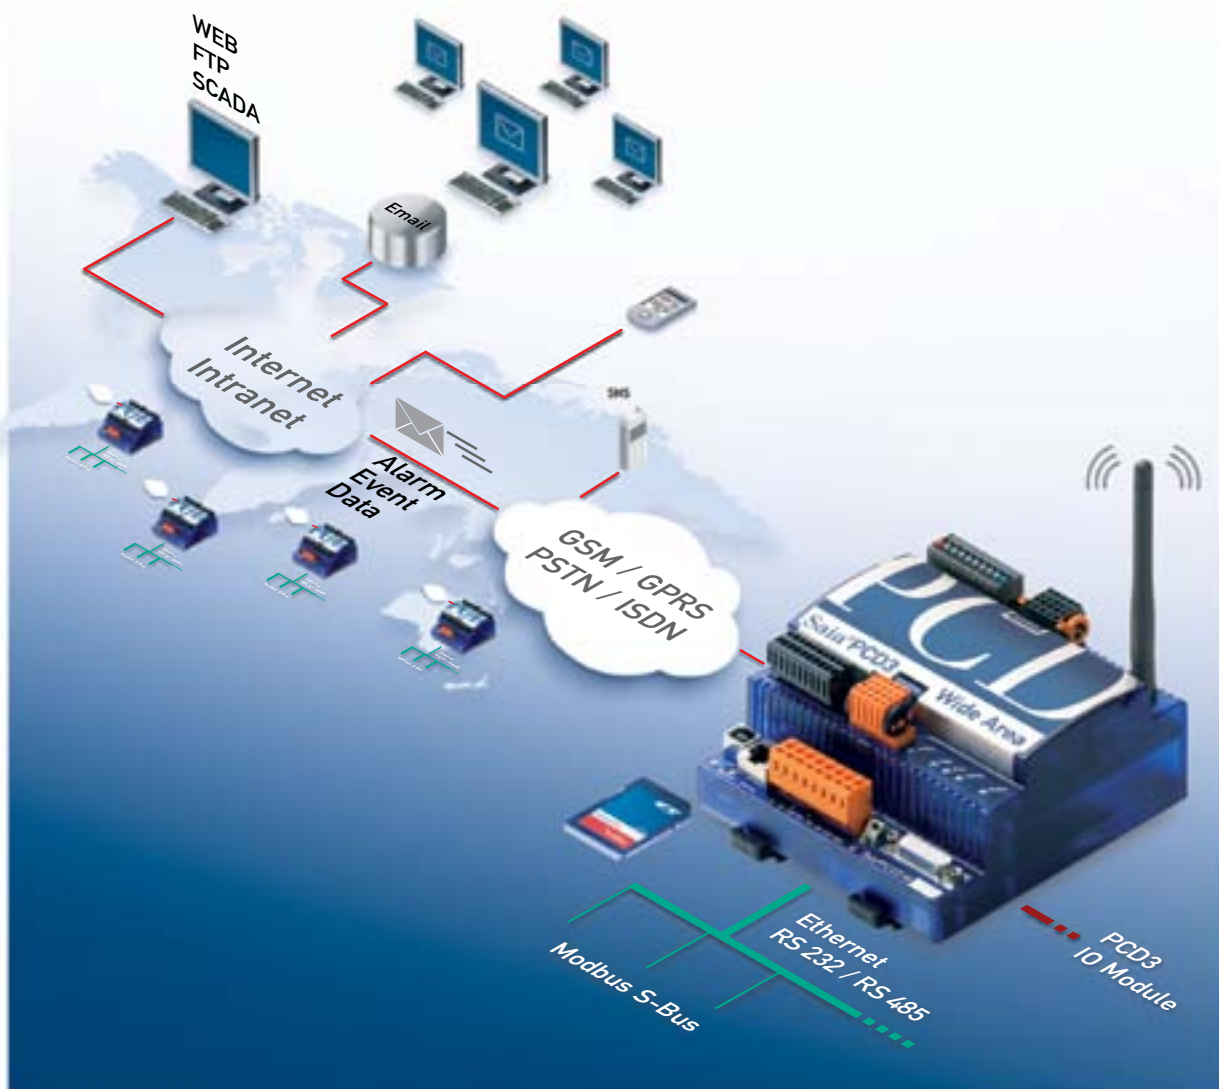 WEB
FTP
SCADA
Email
Internet
Intranet
SMS
Alarm
Event
Data
GSM / GPRS
PSTN / ISDN
PCD
Saia®PCD3
Wide Area
Ethernet
RS 232 / RS 485
Modbus S-Bus
PCD3
IO Module